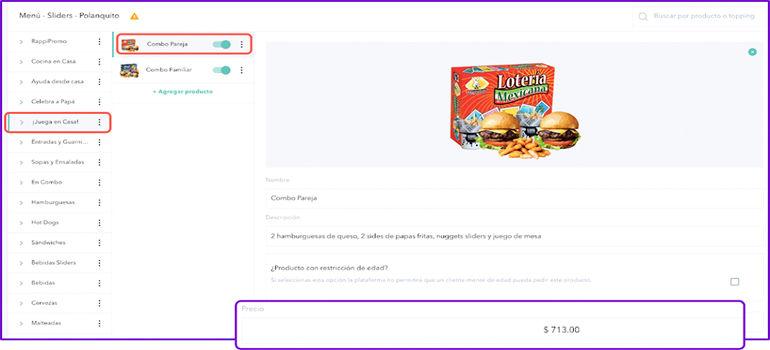 Menú - Sliders - Polanquito
Buscar por producto o topping
RappiPromo
Cocina en Casa
Ayuda desde casa
Celebra a Papá
¡Juega en Casa!
Entradas y Guarni...
Sopas y Ensaladas
En Combo
Hamburguesas
Hot Dogs
Sándwiches
Bebidas Sliders
Bebidas
Cervezas
Malteadas
Combo Pareja
Combo Familiar
+ Agregar producto
Lotería
Mexicana
Nombre
Combo Pareja
Descripción
2 hamburguesas de queso, 2 sides de papas fritas, nuggets sliders y juego de mesa
¿Producto con restricción de edad?
Si seleccionas esta opción la plataforma no permitirá que un cliente menor de edad pueda pedir este producto.
Precio
$ 713.00